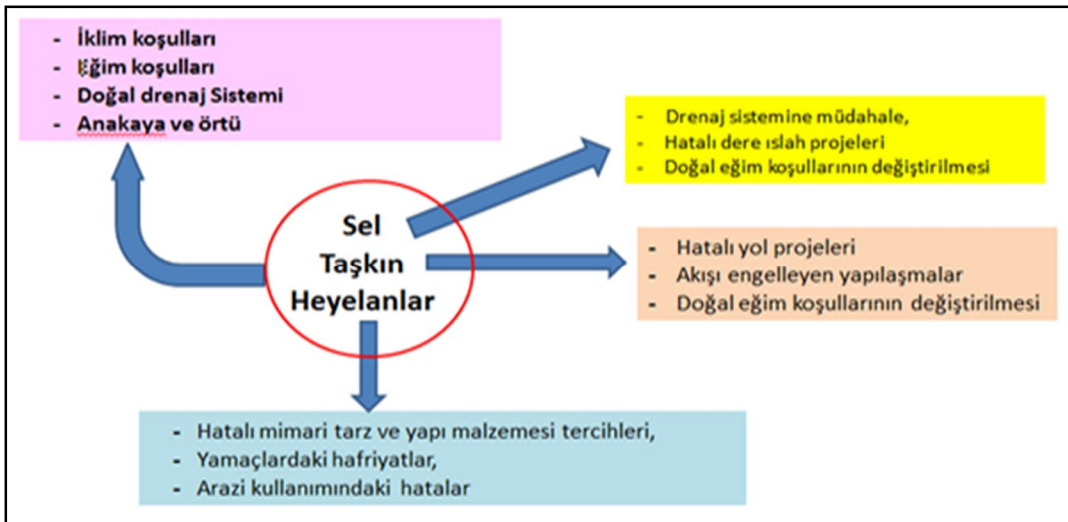 - İklim koşulları
- Eğim koşulları
- Doğal drenaj Sistemi
- Anakaya ve örtü
- Drenaj sistemine müdahale,
- Hatalı dere ıslah projeleri
- Doğal eğim koşullarının değiştirilmesi
Sel
Taşkın
Heyelanlar
- Hatalı yol projeleri
- Akışı engelleyen yapılaşmalar
- Doğal eğim koşullarının değiştirilmesi
- Hatalı mimari tarz ve yapı malzemesi tercihleri,
- Yamaçlardaki hafriyatlar,
- Arazi kullanımındaki hatalar